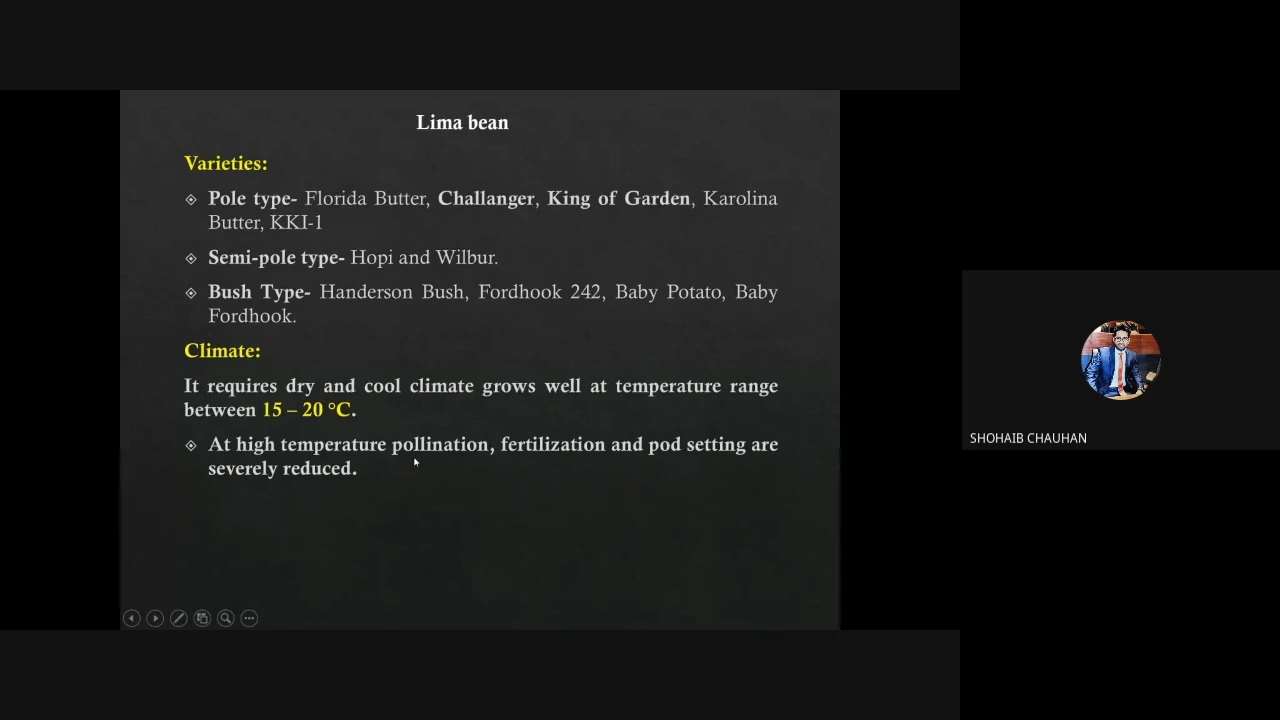 Lima bean
Varieties:
Pole type- Florida Butter, Challanger, King of Garden, Karolina
Butter, KKI-1
Semi-pole type- Hopi and Wilbur.
Bush Type- Handerson Bush, Fordhook 242, Baby Potato, Baby
Fordhook.
Climate:
It requires dry and cool climate grows well at temperature range
between 15 – 20 °C.
At high temperature pollination, fertilization and pod setting are
severely reduced.
SHOHAIB CHAUHAN